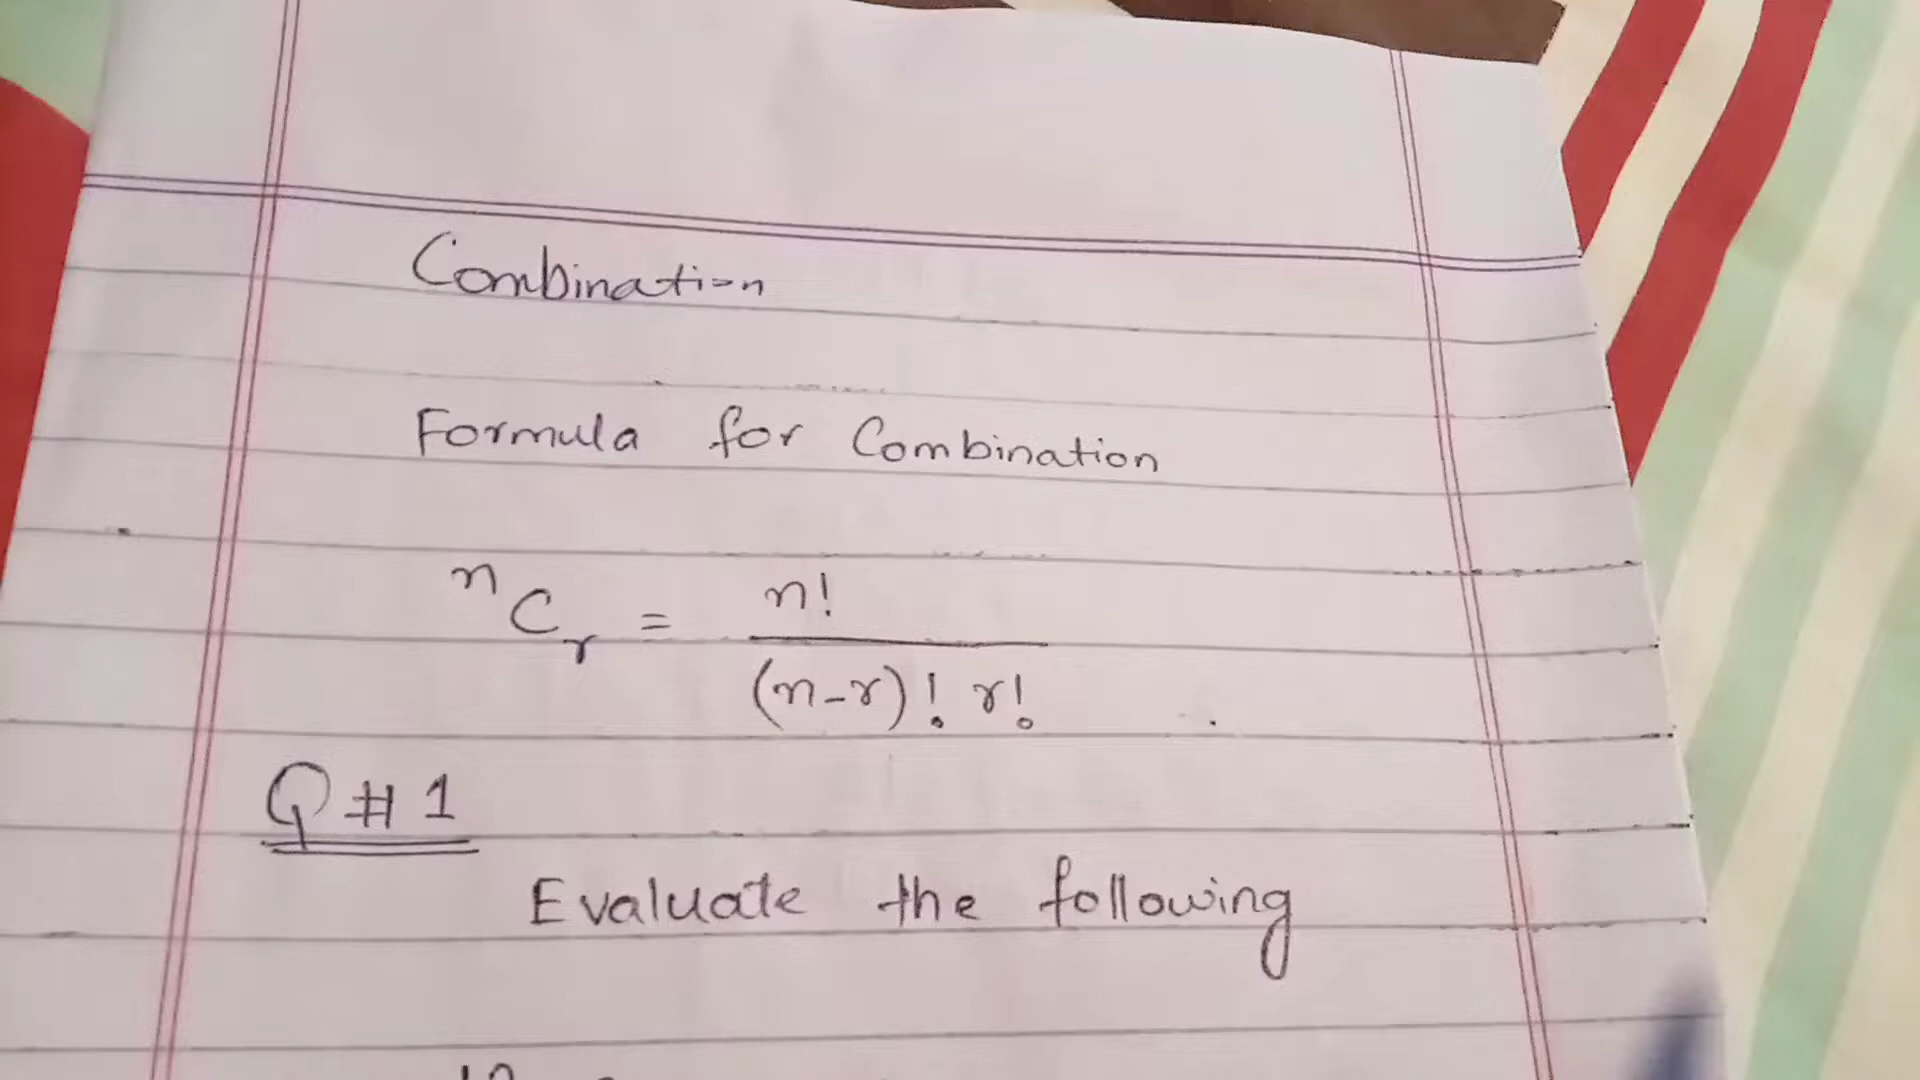 Combination
Formula for Combination
ⁿCᵣ = n! / (n-r)! r!
Q#1
Evaluate the following